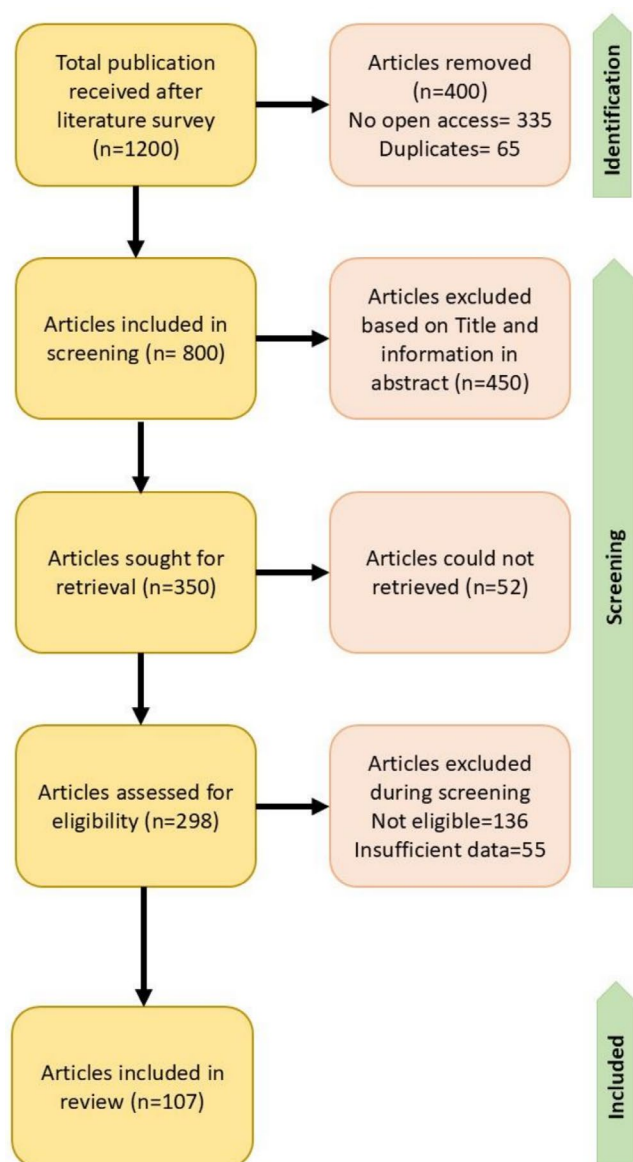 Total publication
received after
literature survey
(n=1200)
Articles removed
(n=400)
No open access= 335
Duplicates= 65
Identification
Articles included in
screening (n= 800)
Articles excluded
based on Title and
information in
abstract (n=450)
Articles sought for
retrieval (n=350)
Articles could not
retrieved (n=52)
Screening
Articles assessed for
eligibility (n=298)
Articles excluded
during screening
Not eligible=136
Insufficient data=55
Articles included in
review (n=107)
Included